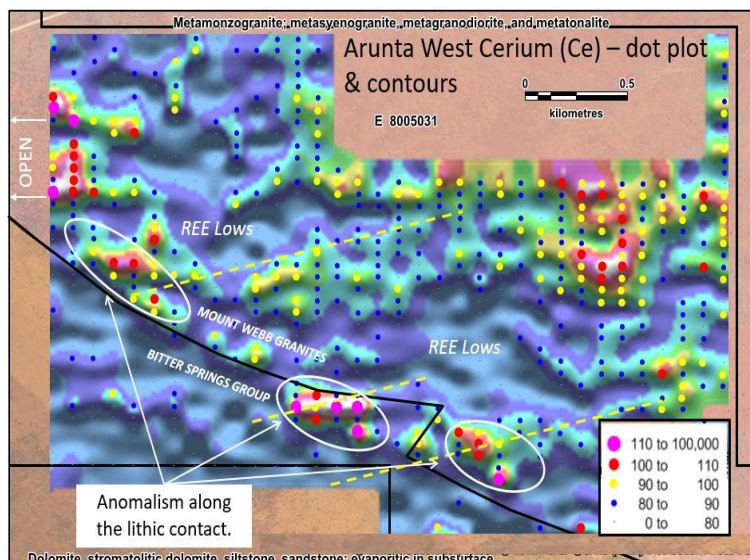 Metamonzogranite; metasyenogranite, metagranodiorite, and metatonalite
Arunta West Cerium (Ce) – dot plot
& contours
0 0.5
kilometres
E 8005031
OPEN
REE Lows
MOUNT WEBB GRANITES
BITTER SPRINGS GROUP
REE Lows
Anomalism along
the lithic contact.
110 to 100,000
100 to 110
90 to 100
80 to 90
0 to 80
Dolomite, stromatolitic dolomite, siltstone, sandstone; evaporitic in subsurface